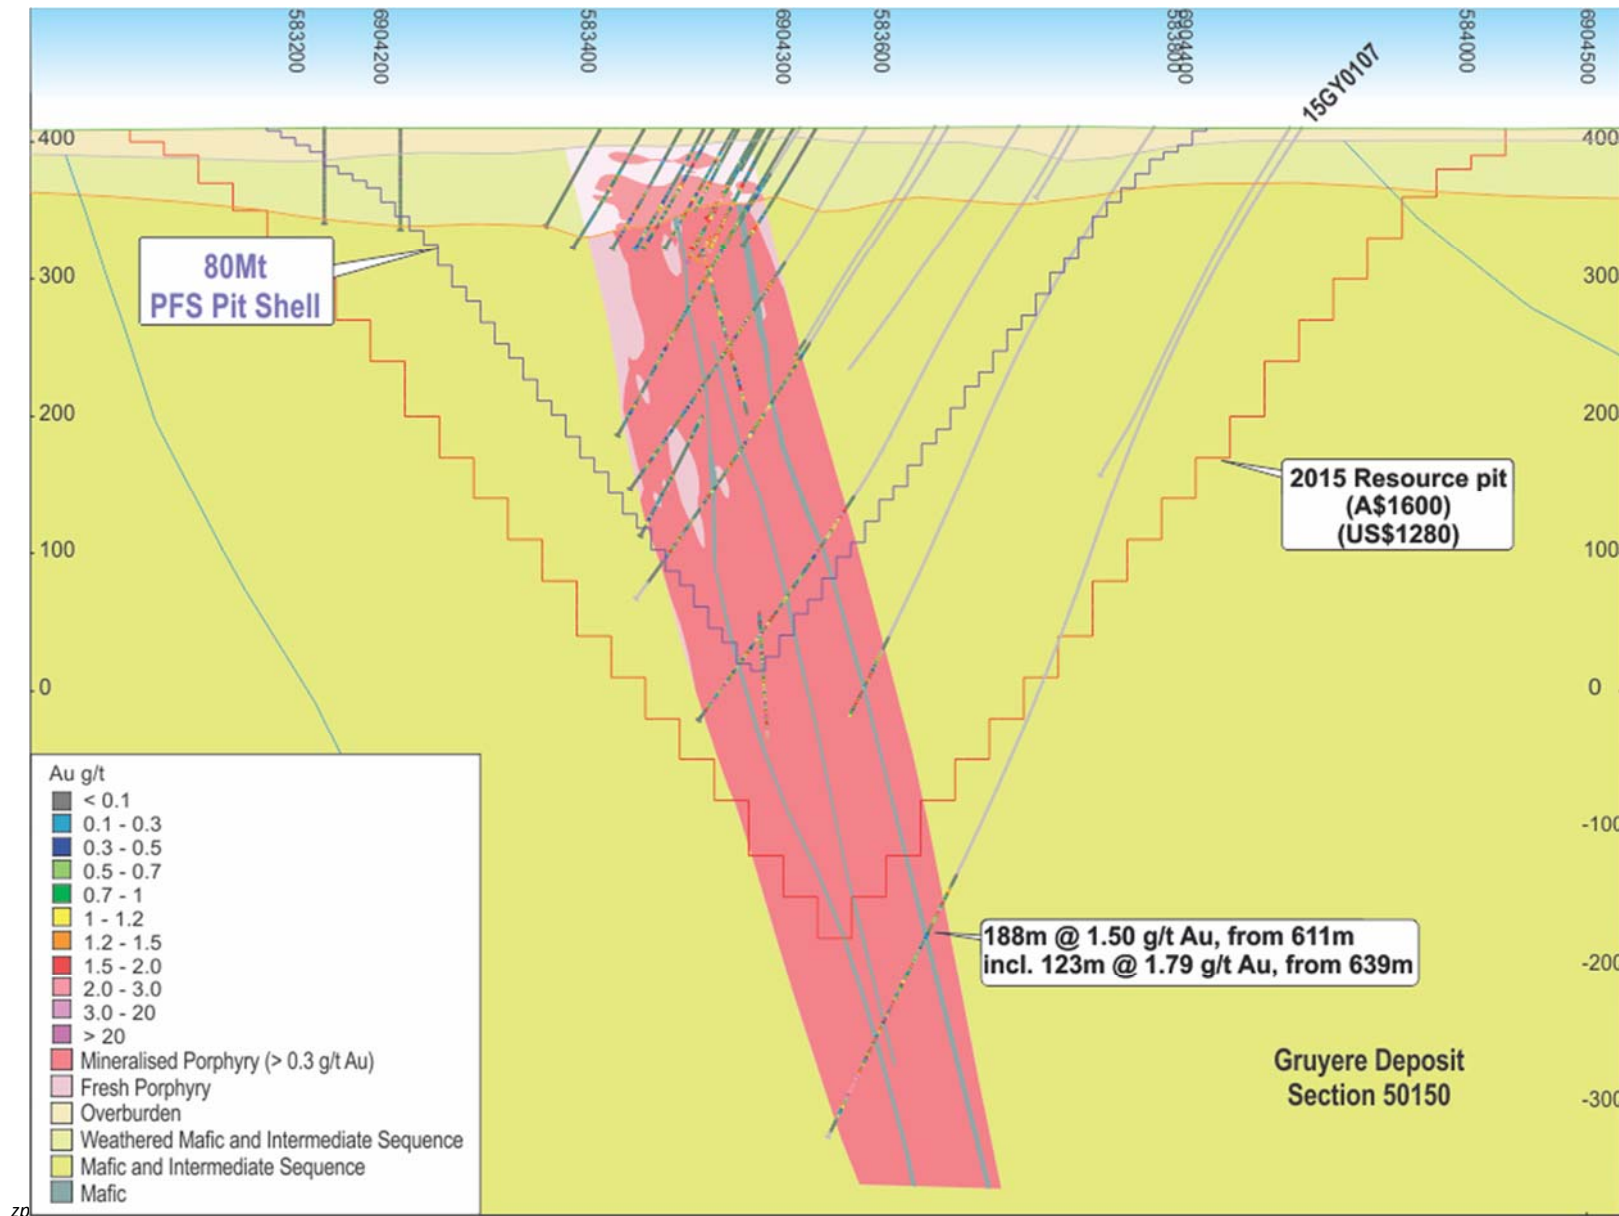 583200
6904200
583400
6904300
583600
6904400
584000
6904500
15GY0107
400
400
300
300
200
200
100
100
0
0
-100
-200
-300
80Mt
PFS Pit Shell
2015 Resource pit
(A$1600)
(US$1280)
188m @ 1.50 g/t Au, from 611m
incl. 123m @ 1.79 g/t Au, from 639m
Gruyere Deposit
Section 50150
Au g/t
< 0.1
0.1 - 0.3
0.3 - 0.5
0.5 - 0.7
0.7 - 1
1 - 1.2
1.2 - 1.5
1.5 - 2.0
2.0 - 3.0
3.0 - 20
> 20
Mineralised Porphyry (> 0.3 g/t Au)
Fresh Porphyry
Overburden
Weathered Mafic and Intermediate Sequence
Mafic and Intermediate Sequence
Mafic
zp